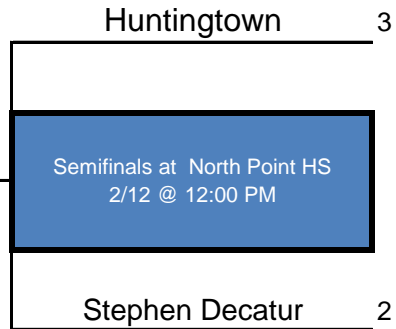 Huntingtown 3
Semifinals at North Point HS
2/12 @ 12:00 PM
Stephen Decatur 2